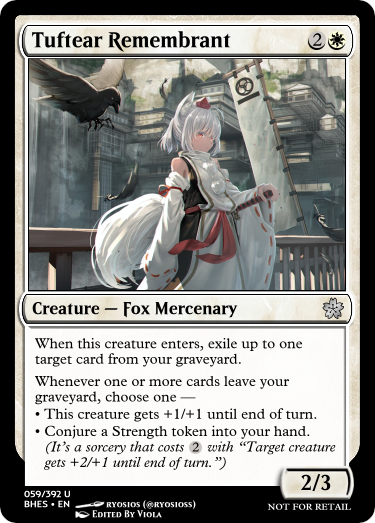 Tuftear Remembrant 2
Creature — Fox Mercenary
When this creature enters, exile up to one
target card from your graveyard.
Whenever one or more cards leave your
graveyard, choose one —
• This creature gets +1/+1 until end of turn.
• Conjure a Strength token into your hand.
(It's a sorcery that costs 2 with “Target creature
gets +2/+1 until end of turn.”)
2/3
059/392 U
BHES • EN RYOSIOS (@RYOSIOSS)
Edited By Viola
NOT FOR RETAIL